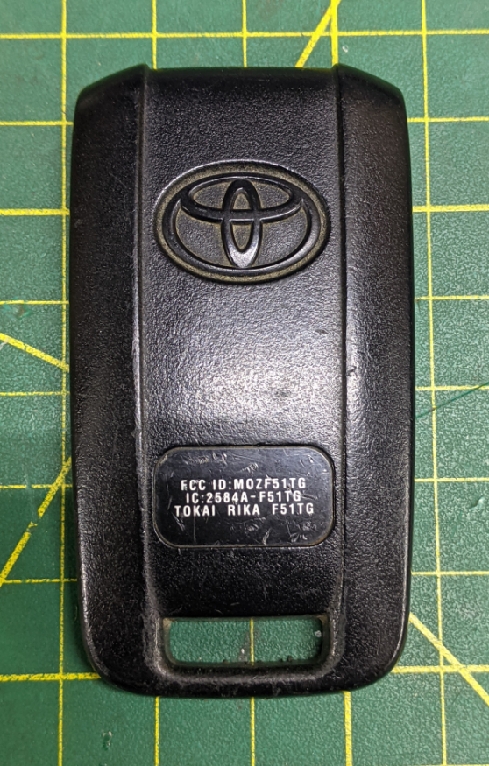 FCC ID:MOZF51TG
IC:2584A-F51TG
TOKAI RIKA F51TG